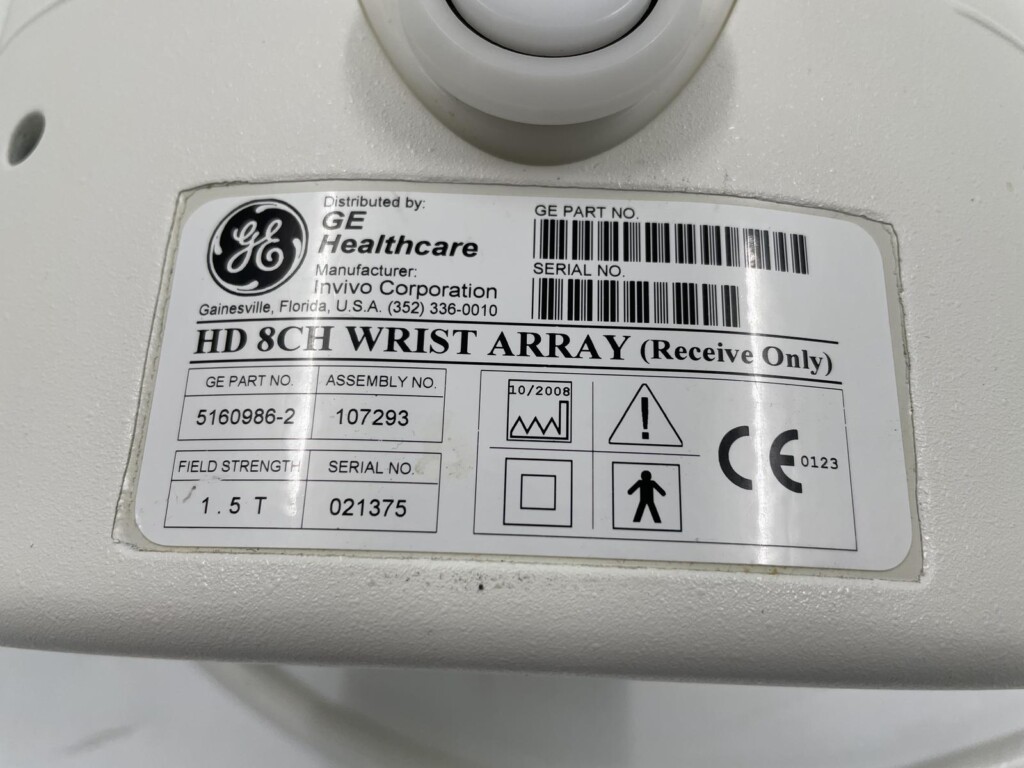 GE
Distributed by:
GE
Healthcare
Manufacturer:
Invivo Corporation
Gainesville, Florida, U.S.A. (352) 336-0010
GE PART NO.
SERIAL NO.
HD 8CH WRIST ARRAY (Receive Only)
GE PART NO. ASSEMBLY NO.
5160986-2 107293
FIELD STRENGTH SERIAL NO.
1.5 T 021375
10/2008
!
CE 0123